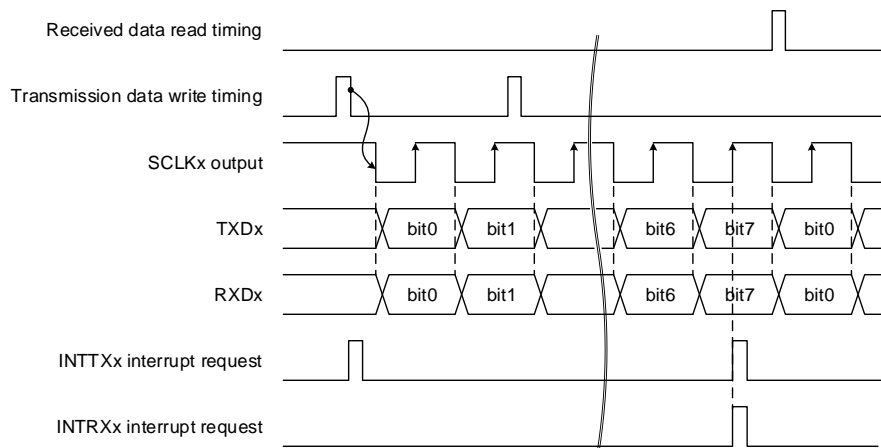 Received data read timing
Transmission data write timing
SCLKx output
TXDx bit0 bit1 bit6 bit7 bit0
RXDx bit0 bit1 bit6 bit7 bit0
INTTXx interrupt request
INTRXx interrupt request